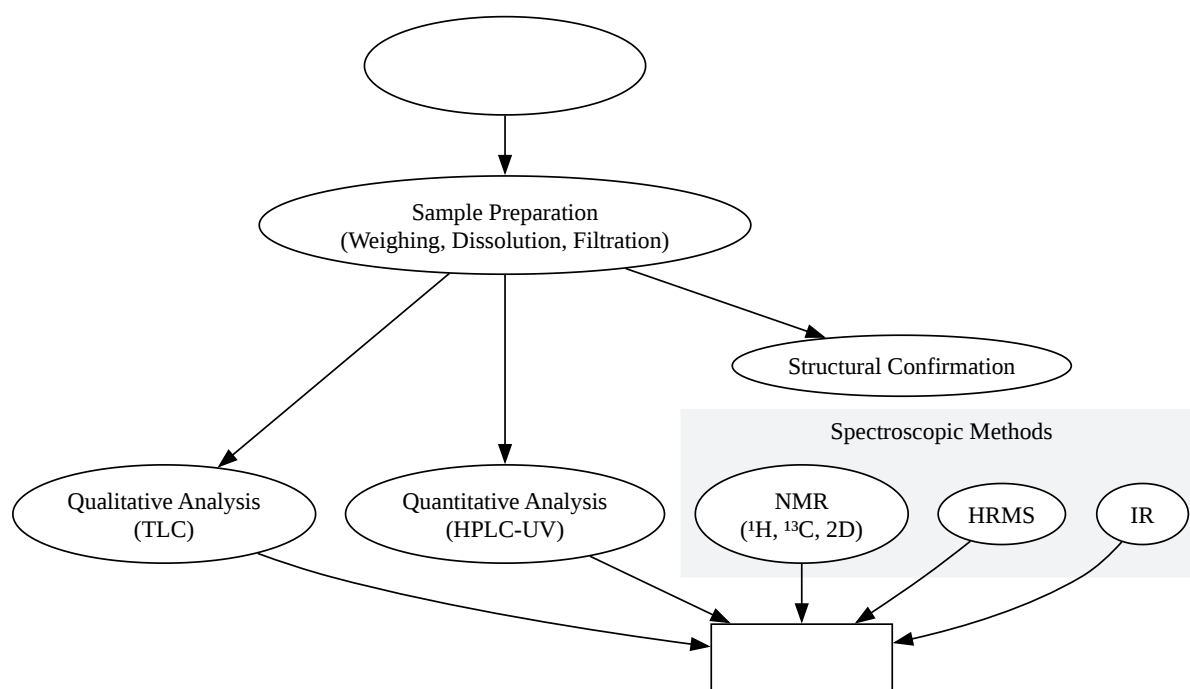 Sample Preparation
(Weighing, Dissolution, Filtration)
Structural Confirmation
Spectroscopic Methods
Qualitative Analysis
(TLC)
Quantitative Analysis
(HPLC-UV)
NMR
(¹H, ¹³C, 2D)
HRMS
IR